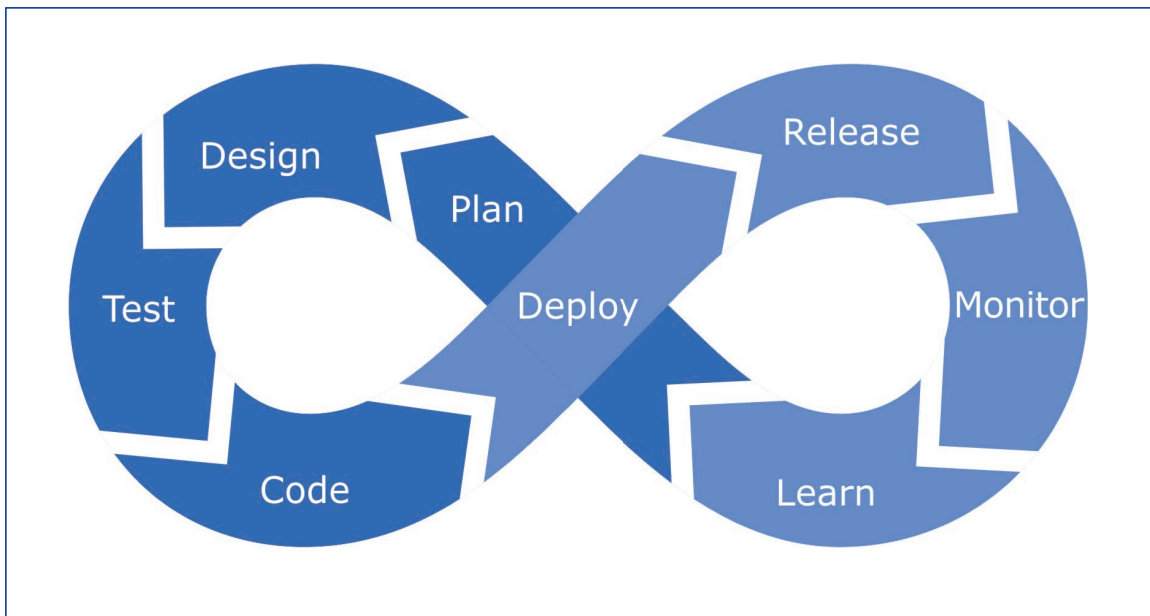 Design
Plan
Test
Code
Deploy
Release
Monitor
Learn